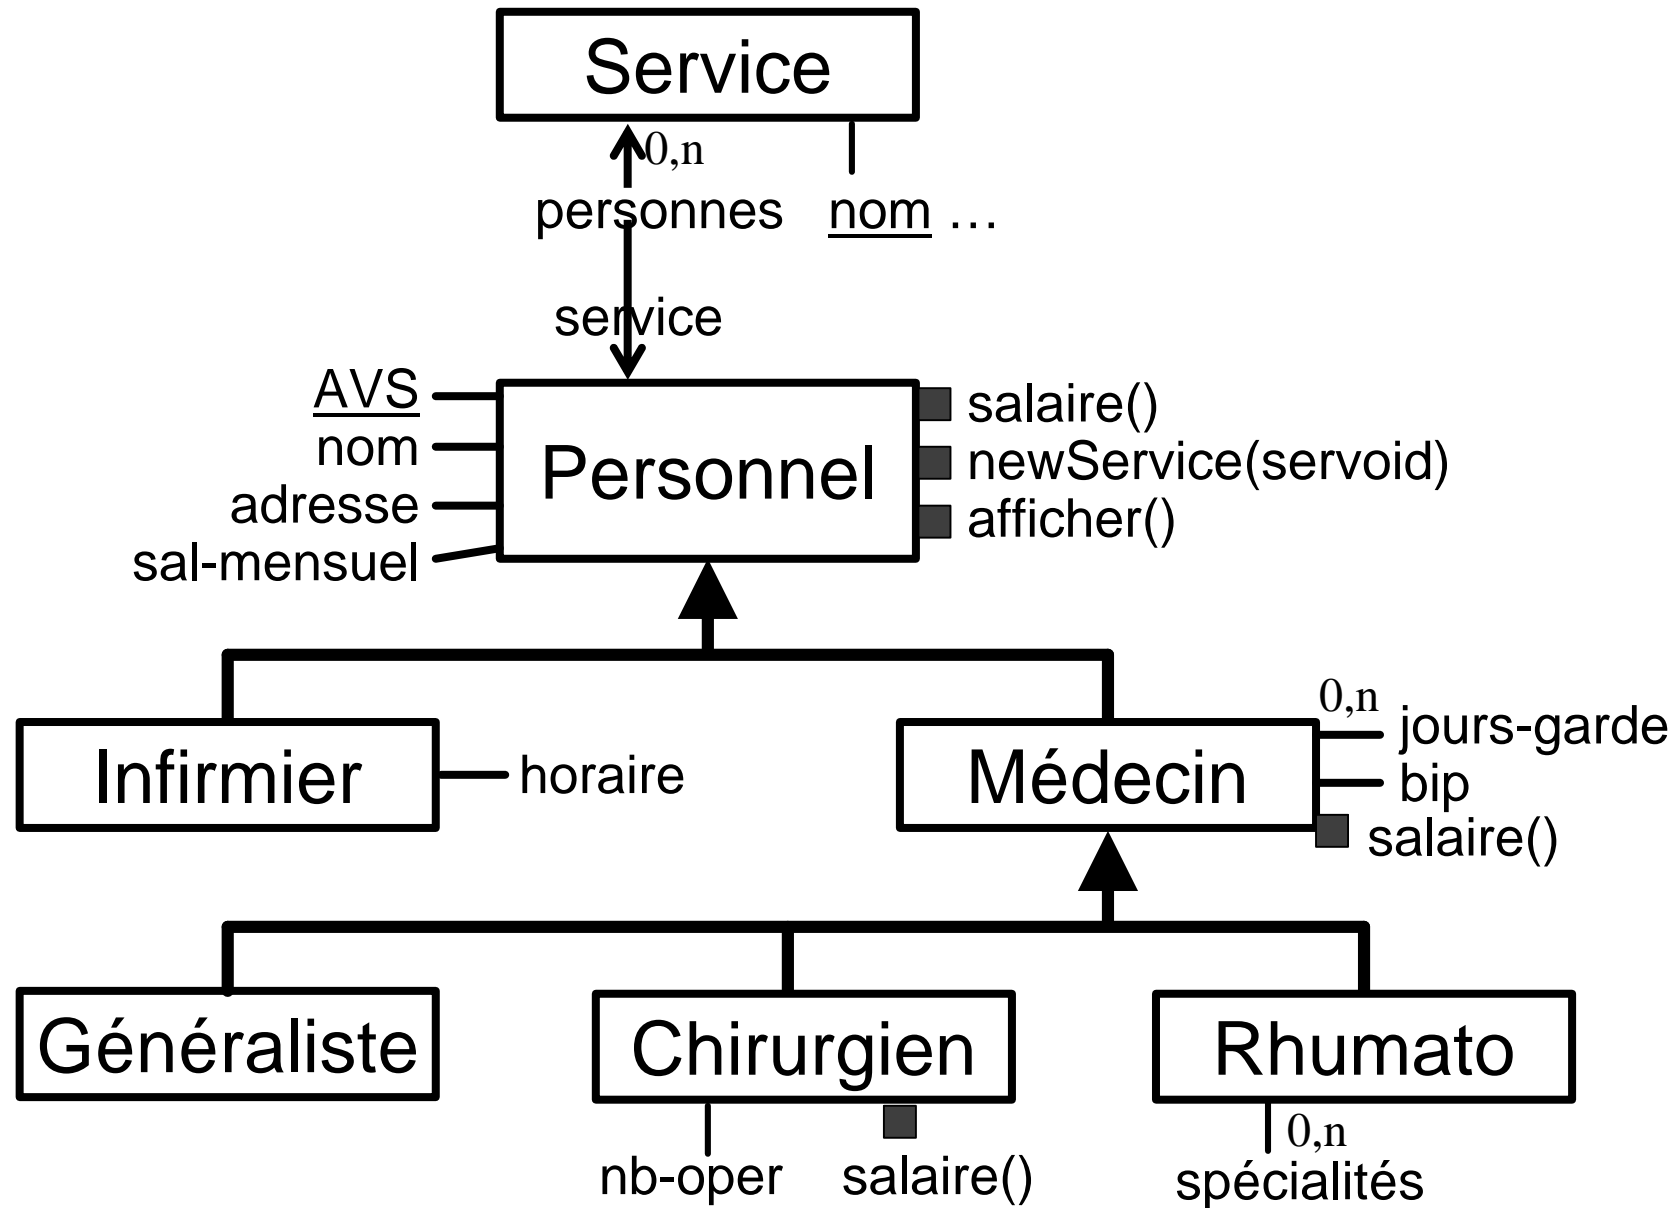 Service
0,n
personnes
nom …
service
AVS
nom
adresse
sal-mensuel
Personnel
salaire()
newService(servoid)
afficher()
Infirmier
horaire
Médecin
0,n
jours-garde
bip
salaire()
Généraliste
Chirurgien
nb-oper
salaire()
Rhumato
0,n
spécialités